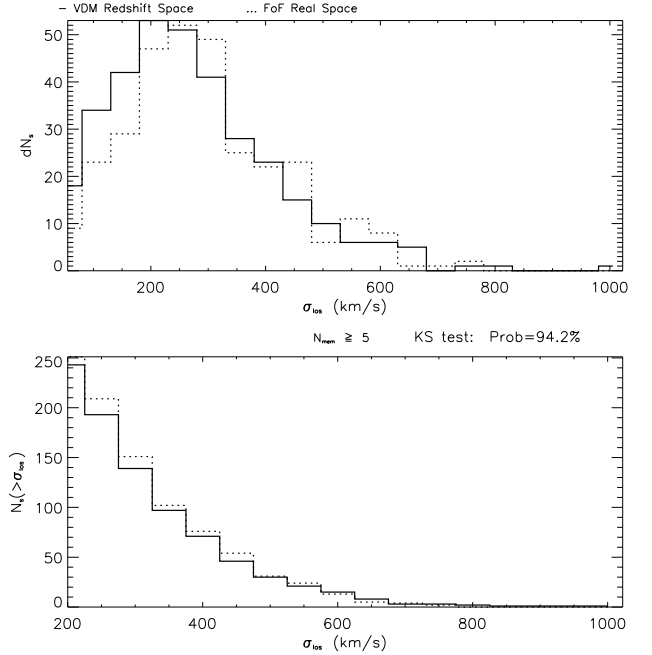 – VDM Redshift Space ... FoF Real Space
50
40
30
20
10
0
dNs
200 400 600 800 1000
σlos (km/s)
Nmem ≧ 5 KS test: Prob=94.2%
250
200
150
100
50
0
Ns(>σlos)
200 400 600 800 1000
σlos (km/s)